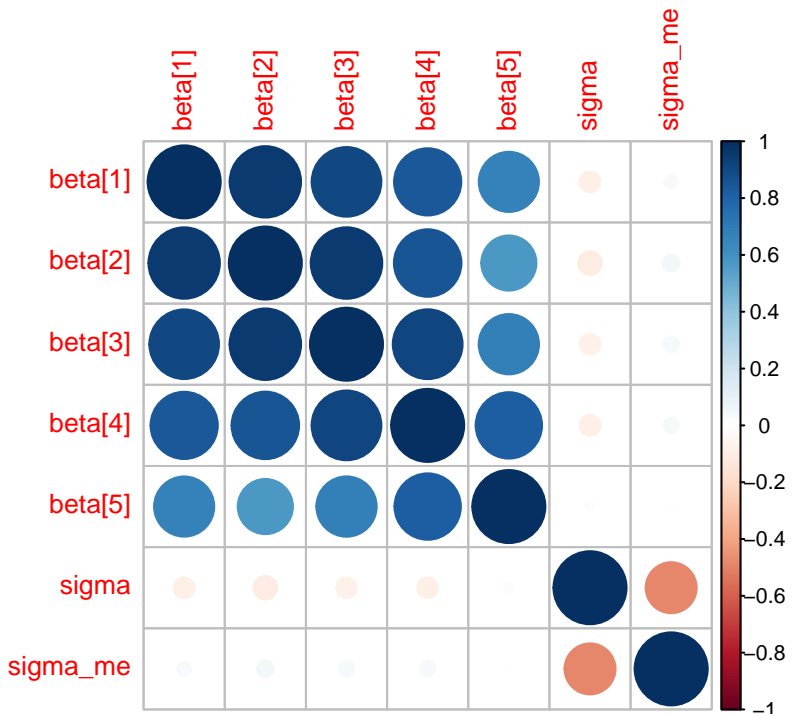 beta[1]
beta[2]
beta[3]
beta[4]
beta[5]
sigma
sigma_me
beta[1]
beta[2]
beta[3]
beta[4]
beta[5]
sigma
sigma_me
1
0.8
0.6
0.4
0.2
0
−0.2
−0.4
−0.6
−0.8
−1